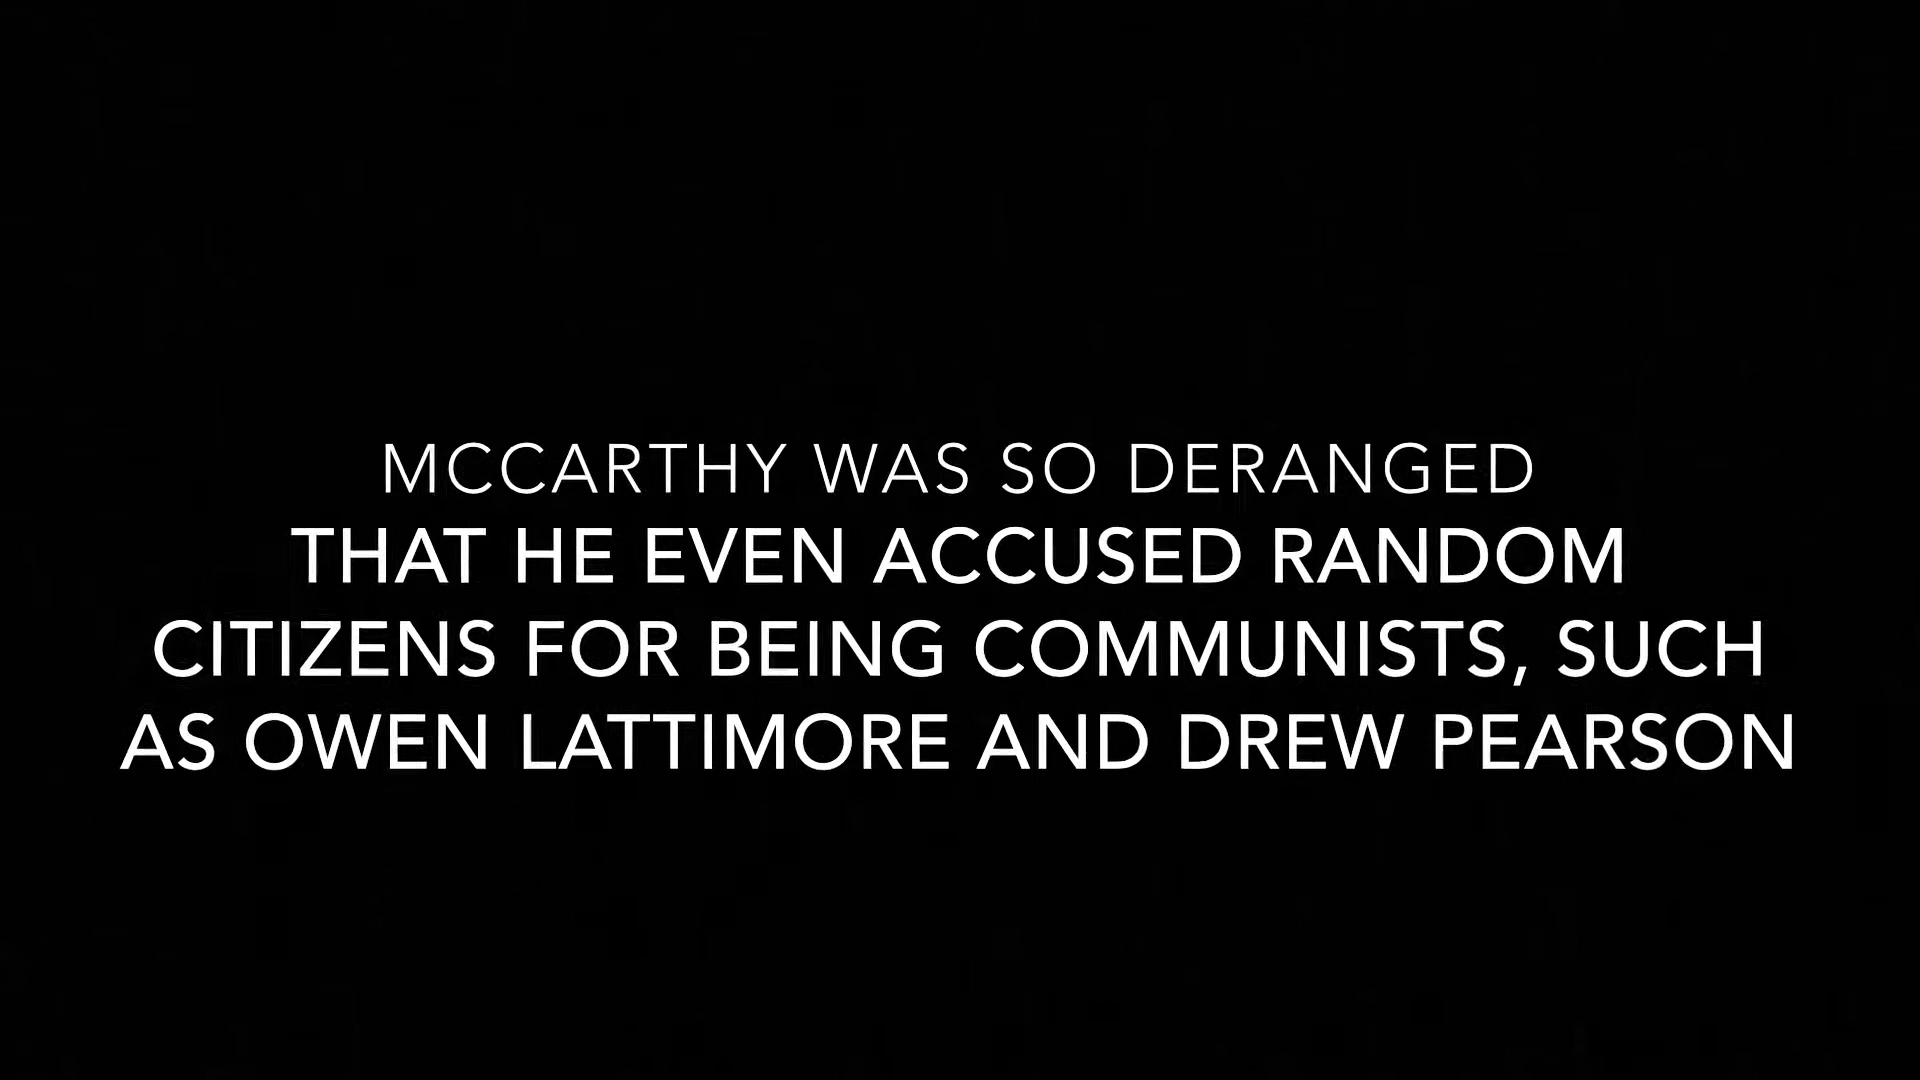 MCCARTHY WAS SO DERANGED
THAT HE EVEN ACCUSED RANDOM
CITIZENS FOR BEING COMMUNISTS, SUCH
AS OWEN LATTIMORE AND DREW PEARSON